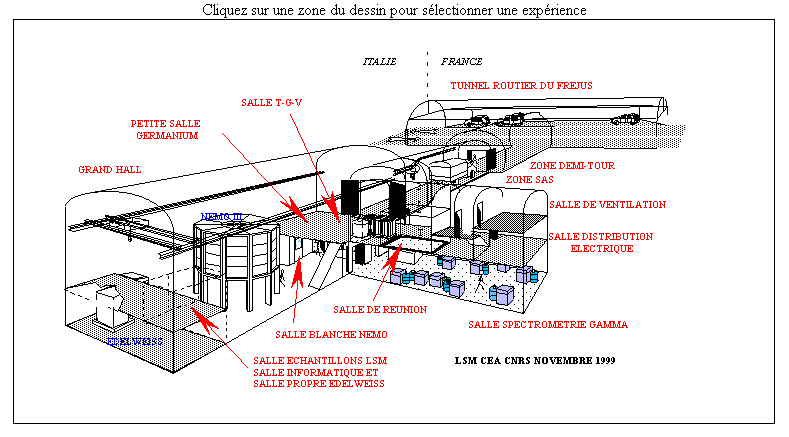 Cliquez sur une zone du dessin pour sélectionner une expérience
ITALIE
FRANCE
TUNNEL ROUTIER DU FREJUS
SALLE T-G-V
PETITE SALLE
GERMANIUM
GRAND HALL
ZONE DEMI-TOUR
ZONE SAS
NEMO III
SALLE DE VENTILATION
SALLE DISTRIBUTION
ELECTRIQUE
SALLE DE REUNION
SALLE SPECTROMETRIE GAMMA
SALLE BLANCHE NEMO
EDELWEISS
SALLE ECHANTILLONS LSM
SALLE INFORMATIQUE ET
SALLE PROPRE EDELWEISS
LSM CEA CNRS NOVEMBRE 1999